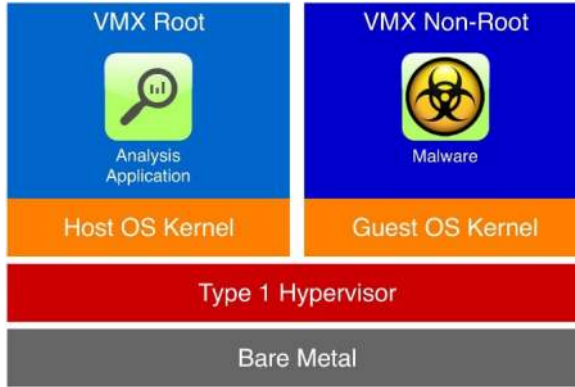 VMX Root
Analysis
Application
Host OS Kernel
VMX Non-Root
Malware
Guest OS Kernel
Type 1 Hypervisor
Bare Metal